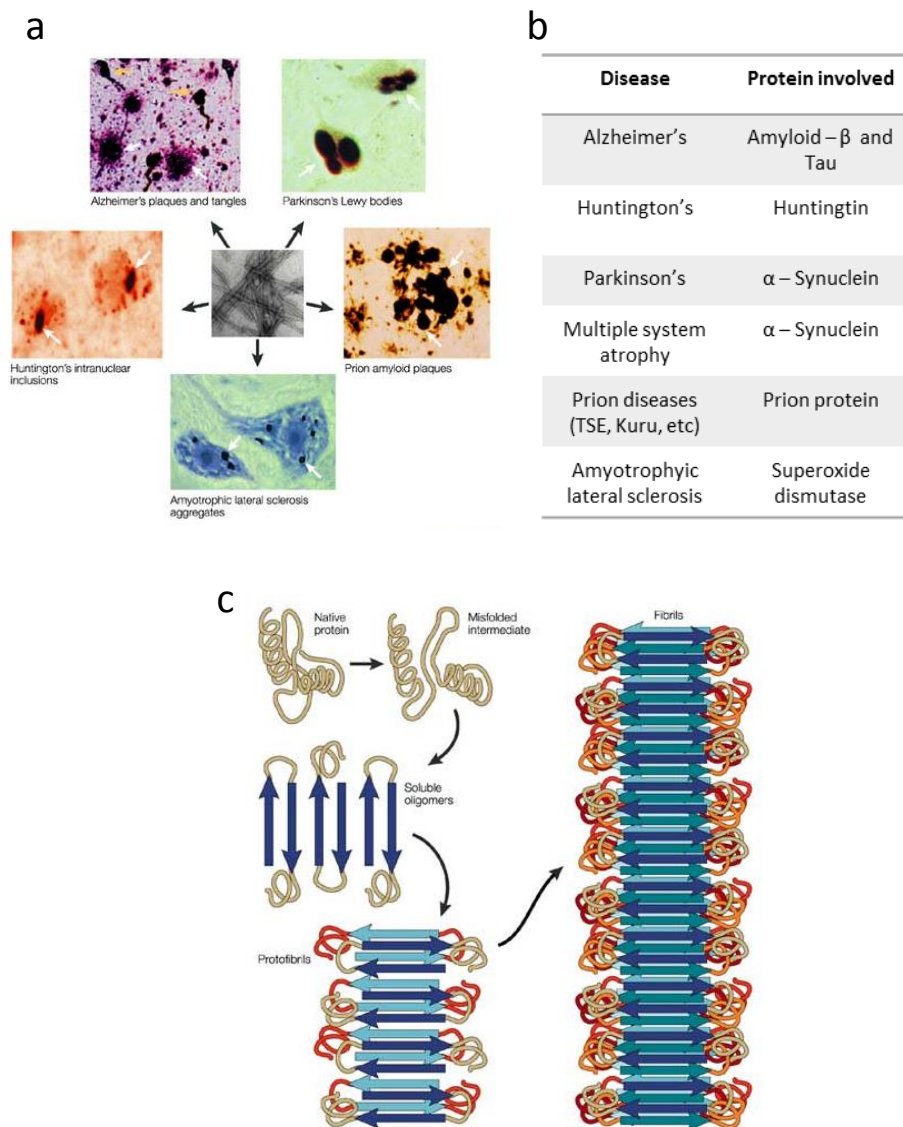 a
Alzheimer's plaques and tangles
Parkinson's Lewy bodies
Huntington's intranuclear
inclusions
Prion amyloid plaques
Amyotrophic lateral sclerosis
aggregates
b
Disease Protein involved
Alzheimer's Amyloid – β and
Tau
Huntington's Huntingtin
Parkinson's α – Synuclein
Multiple system
atrophy
α – Synuclein
Prion diseases
(TSE, Kuru, etc)
Prion protein
Amyotrophyic
lateral sclerosis
Superoxide
dismutase
c
Native
protein
Misfolded
intermediate
Soluble
oligomers
Protofibrils
Fibrils